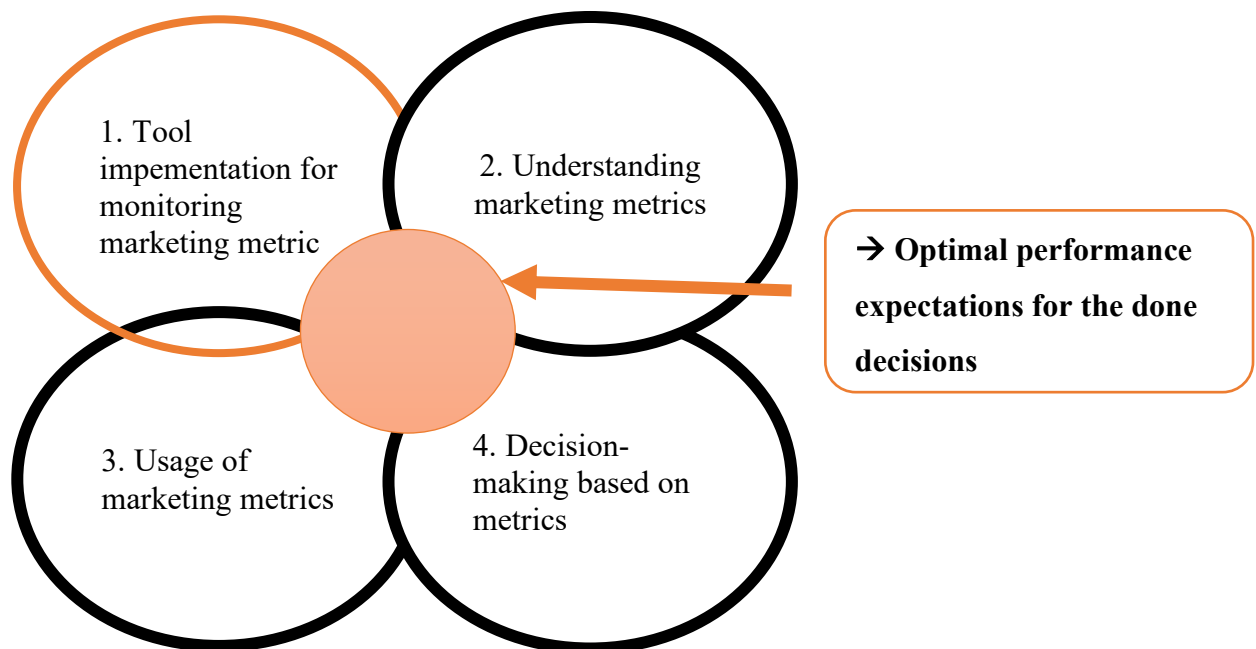 1. Tool
impementation for
monitoring
marketing metric
2. Understanding
marketing metrics
→ Optimal performance
expectations for the done
decisions
3. Usage of
marketing metrics
4. Decision-
making based on
metrics